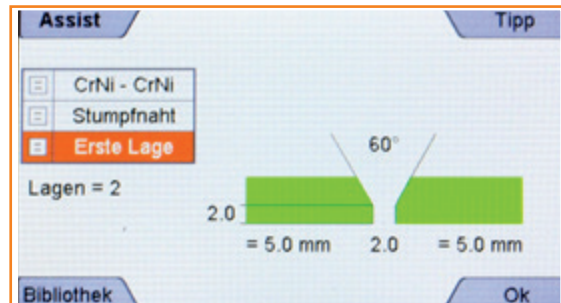 Assist
Tipp
CrNi - CrNi
Stumpfnaht
Erste Lage
Lagen = 2
60°
2.0
= 5.0 mm 2.0 = 5.0 mm
Bibliothek
Ok